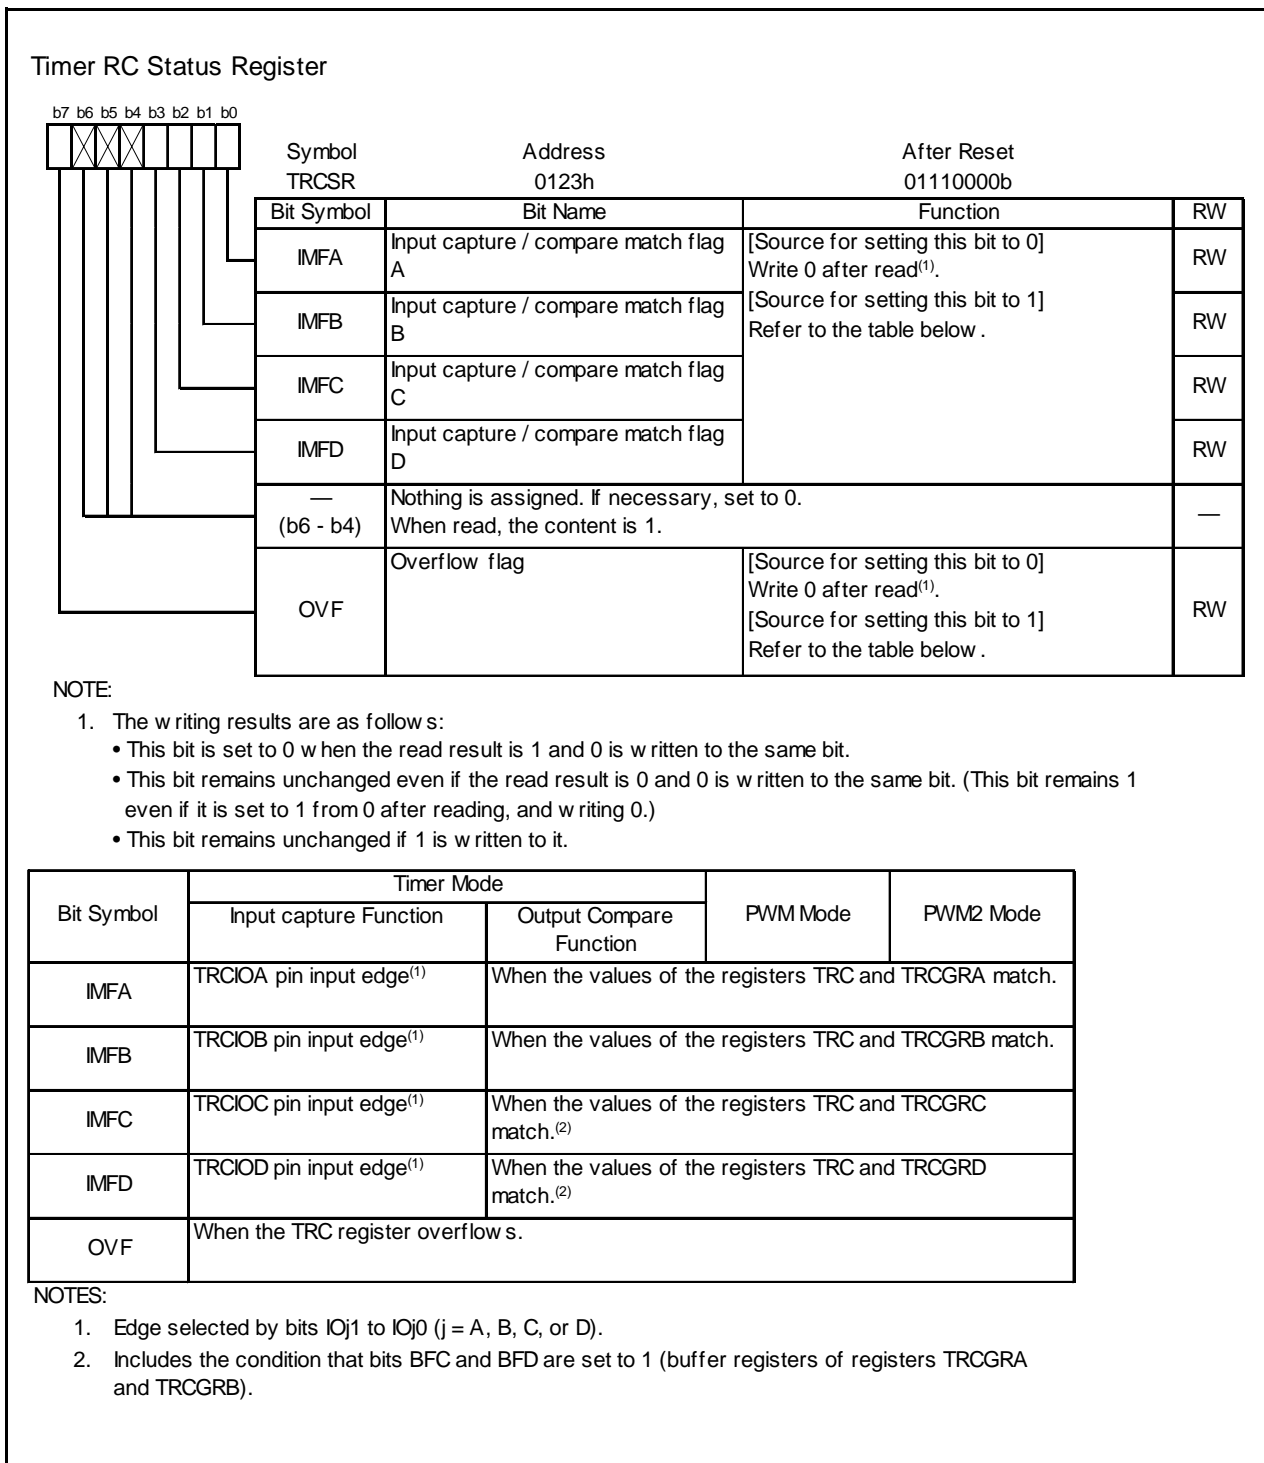 Timer RC Status Register
b7 b6 b5 b4 b3 b2 b1 b0
Symbol Address After Reset
TRCSR 0123h 01110000b
Bit Symbol Bit Name Function RW
IMFA Input capture / compare match flag A [Source for setting this bit to 0] RW
Write 0 after read(1).
[Source for setting this bit to 1]
Refer to the table below.
IMFB Input capture / compare match flag B RW
IMFC Input capture / compare match flag C RW
IMFD Input capture / compare match flag D RW
— (b6 - b4) Nothing is assigned. If necessary, set to 0. —
When read, the content is 1.
OVF Overflow flag [Source for setting this bit to 0] RW
Write 0 after read(1).
[Source for setting this bit to 1]
Refer to the table below.
NOTE:
1. The writing results are as follows:
• This bit is set to 0 when the read result is 1 and 0 is written to the same bit.
• This bit remains unchanged even if the read result is 0 and 0 is written to the same bit. (This bit remains 1
even if it is set to 1 from 0 after reading, and writing 0.)
• This bit remains unchanged if 1 is written to it.
Bit Symbol Timer Mode PWM Mode PWM2 Mode
Input capture Function Output Compare
Function
IMFA TRCIOA pin input edge(1) When the values of the registers TRC and TRCGRA match.
IMFB TRCIOB pin input edge(1) When the values of the registers TRC and TRCGRB match.
IMFC TRCIOC pin input edge(1) When the values of the registers TRC and TRCGRC
match.(2)
IMFD TRCIOD pin input edge(1) When the values of the registers TRC and TRCGRD
match.(2)
OVF When the TRC register overflows.
NOTES:
1. Edge selected by bits IOj1 to IOj0 (j = A, B, C, or D).
2. Includes the condition that bits BFC and BFD are set to 1 (buffer registers of registers TRCGRA
and TRCGRB).